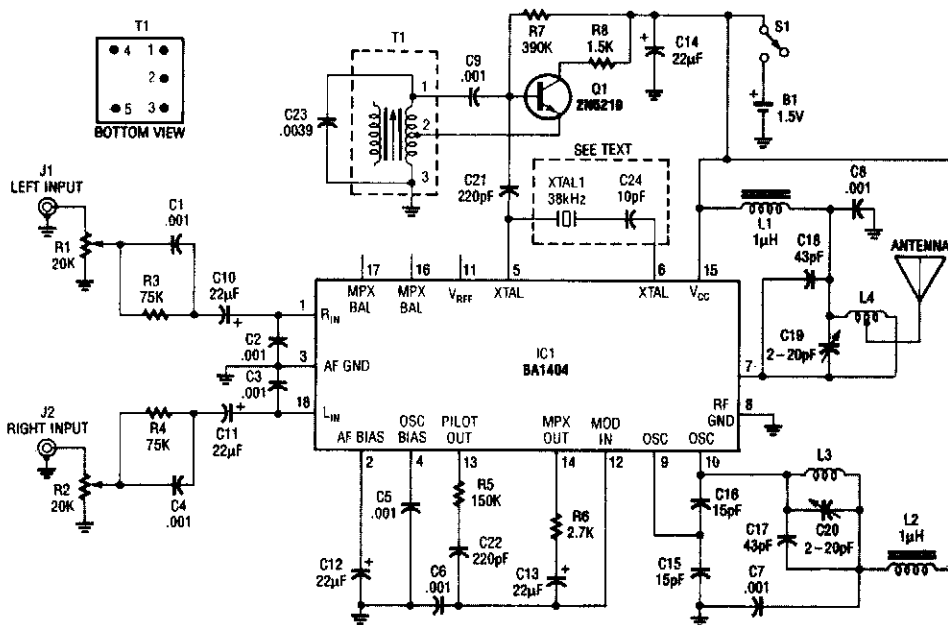 T1
4 1
2
5 3
BOTTOM VIEW
T1
1
2
3
C23
.0039
C9
.001
R7
390K
R8
1.5K
C14
22µF
+
Q1
2N5210
S1
B1
1.5V
+
SEE TEXT
XTAL1
38kHz
C24
10pF
C21
220pF
J1
LEFT INPUT
R1
20K
C1
.001
R3
75K
C10
22µF
+
C2
.001
C3
.001
J2
RIGHT INPUT
R2
20K
R4
75K
C4
.001
C11
22µF
+
17
16
11
5
6
15
MPX
BAL
MPX
BAL
VREF
XTAL
XTAL
VCC
1
RIN
3
AF GND
18
LIN
IC1
BA1404
7
RF
GND
8
AF BIAS
OSC
BIAS
PILOT
OUT
MPX
OUT
MOD
IN
OSC
OSC
2
4
13
14
12
9
10
L1
1µH
C8
.001
C18
43pF
C19
2–20pF
L4
ANTENNA
C12
22µF
+
C5
.001
C6
.001
R5
150K
C22
220pF
R6
2.7K
C13
22µF
+
C16
15pF
C15
15pF
C7
.001
C17
43pF
L3
C20
2–20pF
L2
1µH